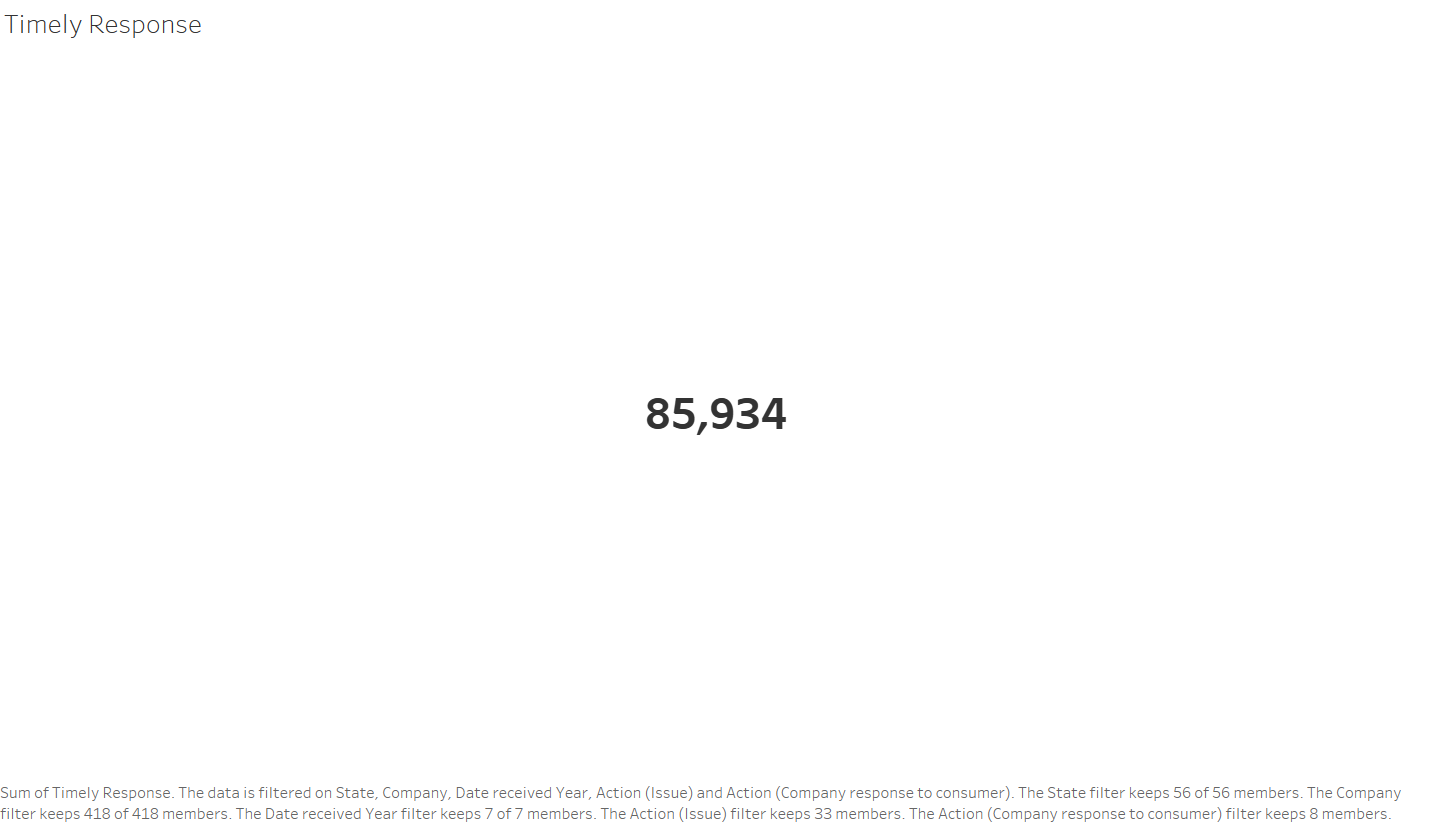 Timely Response
85,934
Sum of Timely Response. The data is filtered on State, Company, Date received Year, Action (Issue) and Action (Company response to consumer). The State filter keeps 56 of 56 members. The Company
filter keeps 418 of 418 members. The Date received Year filter keeps 7 of 7 members. The Action (Issue) filter keeps 33 members. The Action (Company response to consumer) filter keeps 8 members.